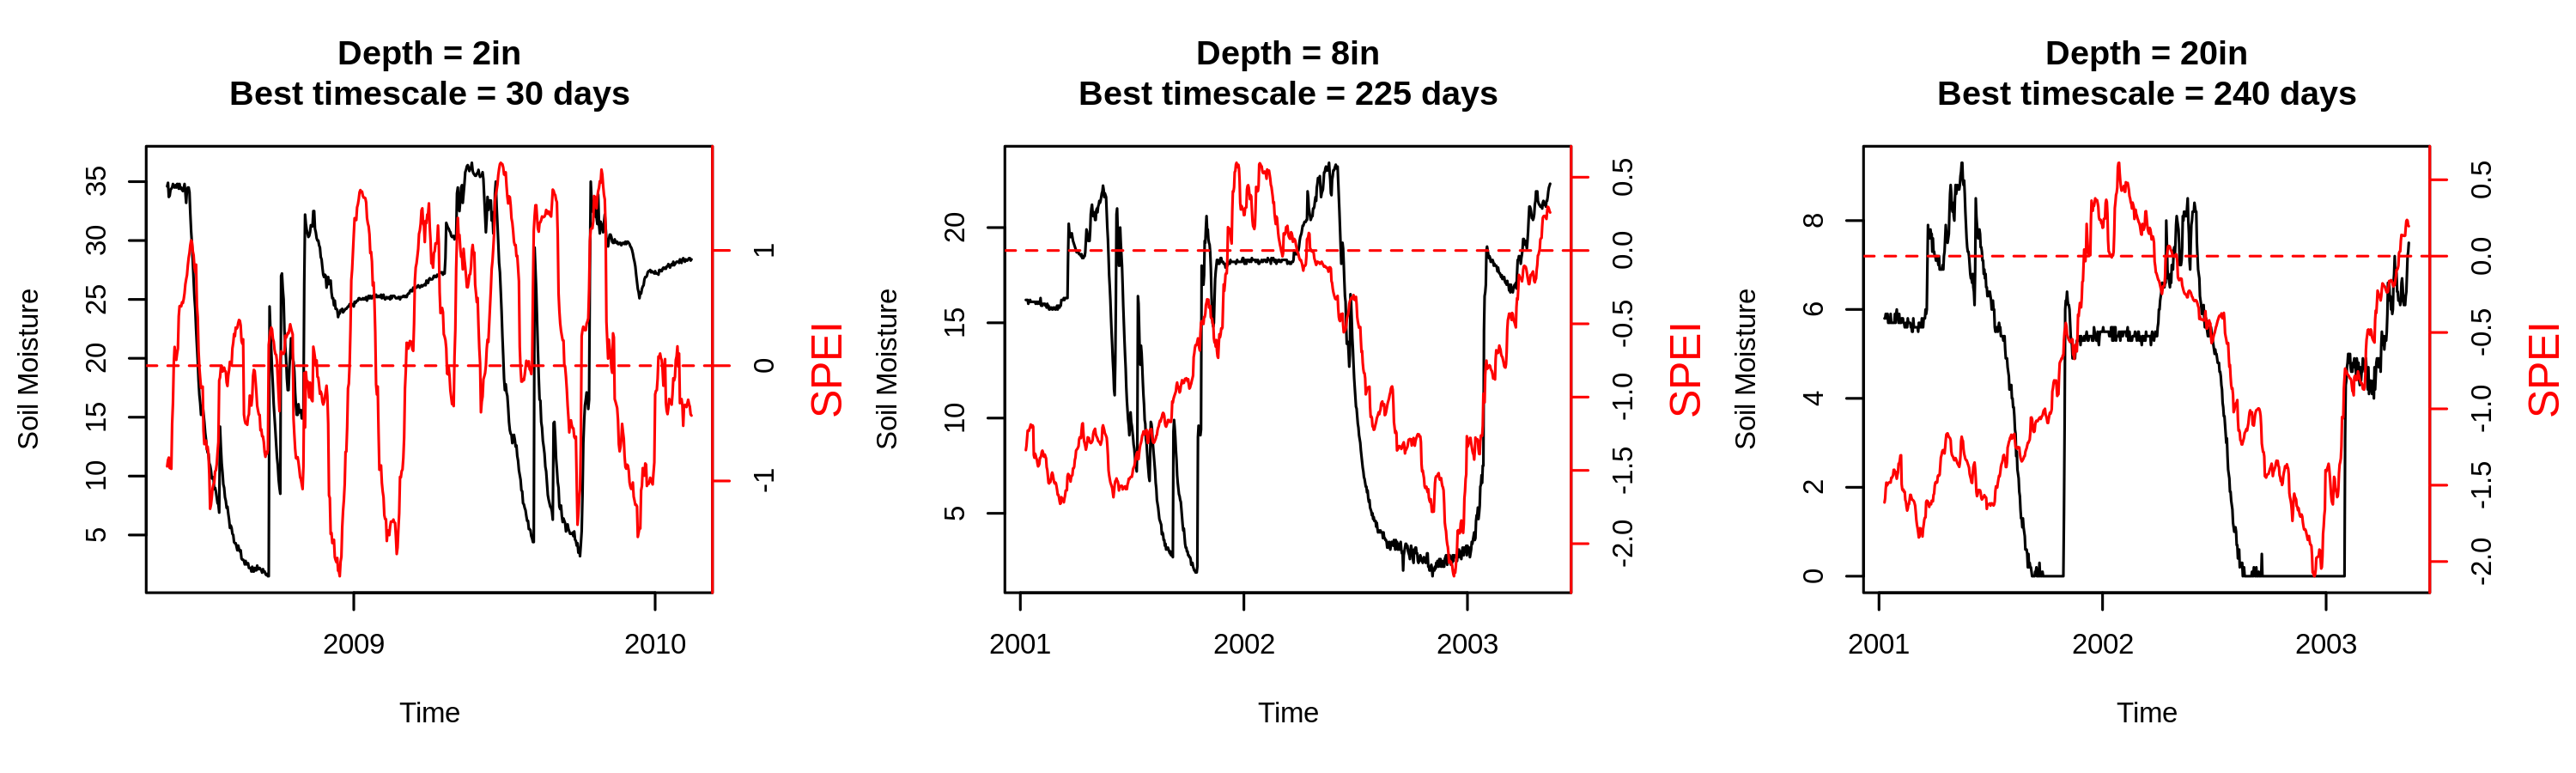 Depth = 2in
Best timescale = 30 days
Soil Moisture
5
10
15
20
25
30
35
-1
0
1
SPEI
2009
2010
Time
Depth = 8in
Best timescale = 225 days
Soil Moisture
5
10
15
20
-2.0
-1.5
-1.0
-0.5
0.0
0.5
SPEI
2001
2002
2003
Time
Depth = 20in
Best timescale = 240 days
Soil Moisture
0
2
4
6
8
-2.0
-1.5
-1.0
-0.5
0.0
0.5
SPEI
2001
2002
2003
Time